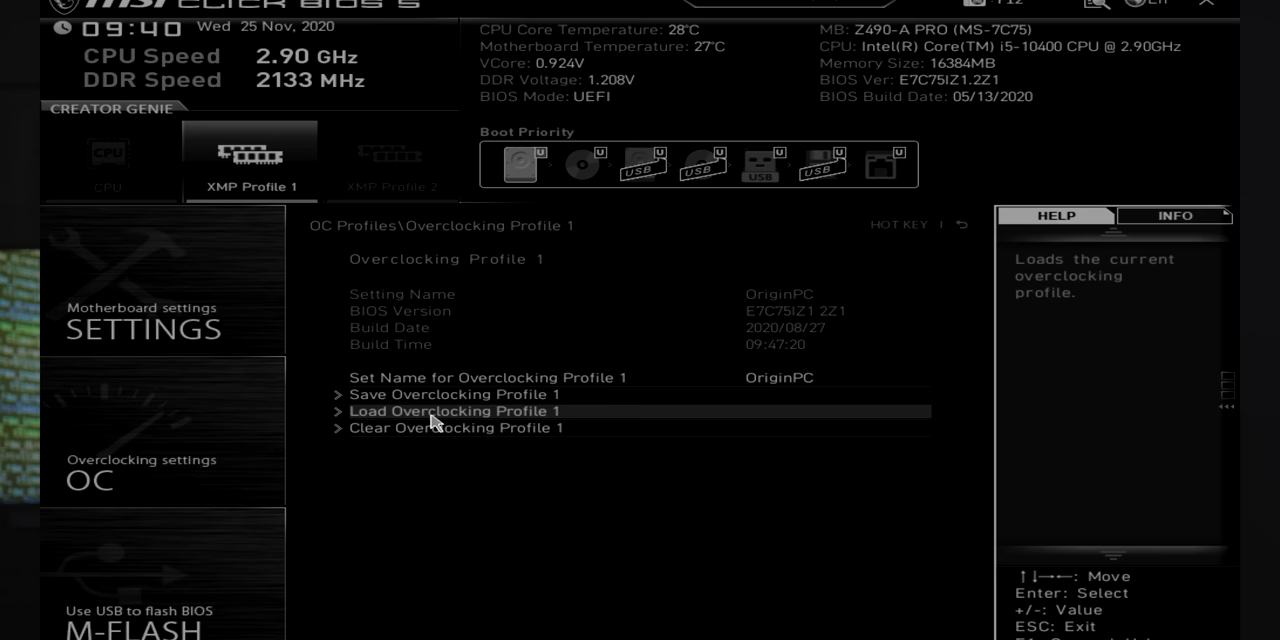 msi CLICK BIOS 5
F12
En
09:40 Wed 25 Nov, 2020
CPU Speed 2.90 GHz
DDR Speed 2133 MHz
CREATOR GENIE
CPU
CPU
XMP Profile 1
XMP Profile 2
CPU Core Temperature: 28°C
Motherboard Temperature: 27°C
VCore: 0.924V
DDR Voltage: 1.208V
BIOS Mode: UEFI
MB: Z490-A PRO (MS-7C75)
CPU: Intel(R) Core(TM) i5-10400 CPU @ 2.90GHz
Memory Size: 16384MB
BIOS Ver: E7C75IZ1.2Z1
BIOS Build Date: 05/13/2020
Boot Priority
U U U U U U U
USB USB USB USB
Motherboard settings
SETTINGS
Overclocking settings
OC
Use USB to flash BIOS
M-FLASH
OC Profiles\Overclocking Profile 1
HOT KEY |
Overclocking Profile 1
Setting Name OriginPC
BIOS Version E7C75IZ1 2Z1
Build Date 2020/08/27
Build Time 09:47:20
Set Name for Overclocking Profile 1 OriginPC
> Save Overclocking Profile 1
> Load Overclocking Profile 1
> Clear Overclocking Profile 1
HELP INFO
Loads the current
overclocking
profile.
↑↓→←: Move
Enter: Select
+/-: Value
ESC: Exit